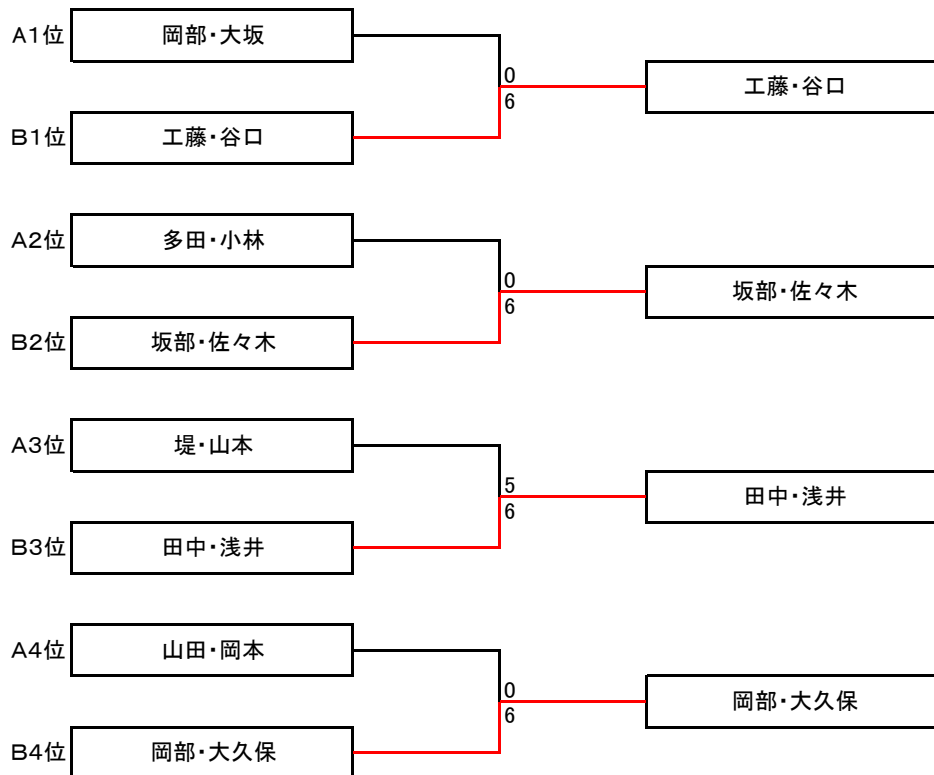 A1位 岡部・大坂
0
6
工藤・谷口
B1位 工藤・谷口
A2位 多田・小林
0
6
坂部・佐々木
B2位 坂部・佐々木
A3位 堤・山本
5
6
田中・浅井
B3位 田中・浅井
A4位 山田・岡本
0
6
岡部・大久保
B4位 岡部・大久保